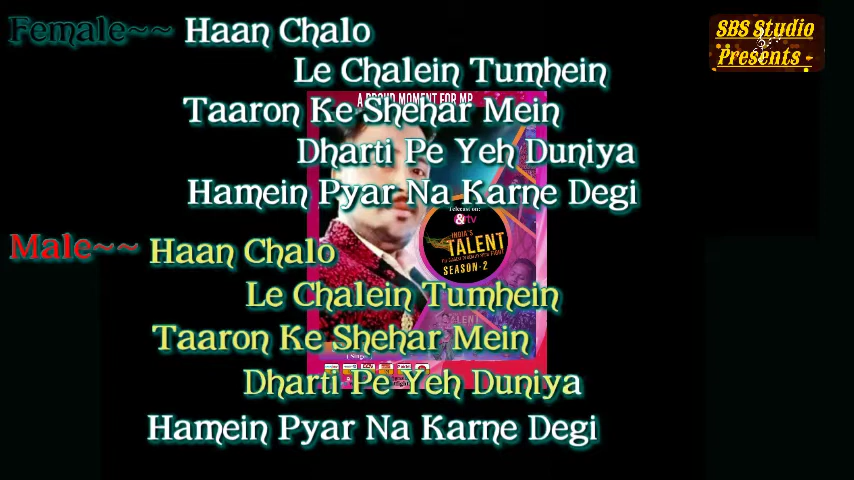 Female~~ Haan Chalo
SBS Studio
Presents -
Le Chalein Tumhein
A PROUD MOMENT FOR MP
Taaron Ke Shehar Mein
Dharti Pe Yeh Duniya
Hamein Pyar Na Karne Degi
Telecast on:
&tv
INDIA'S
TALENT
SEASON-2
Male~~ Haan Chalo
Le Chalein Tumhein
Taaron Ke Shehar Mein
Dharti Pe Yeh Duniya
Hamein Pyar Na Karne Degi